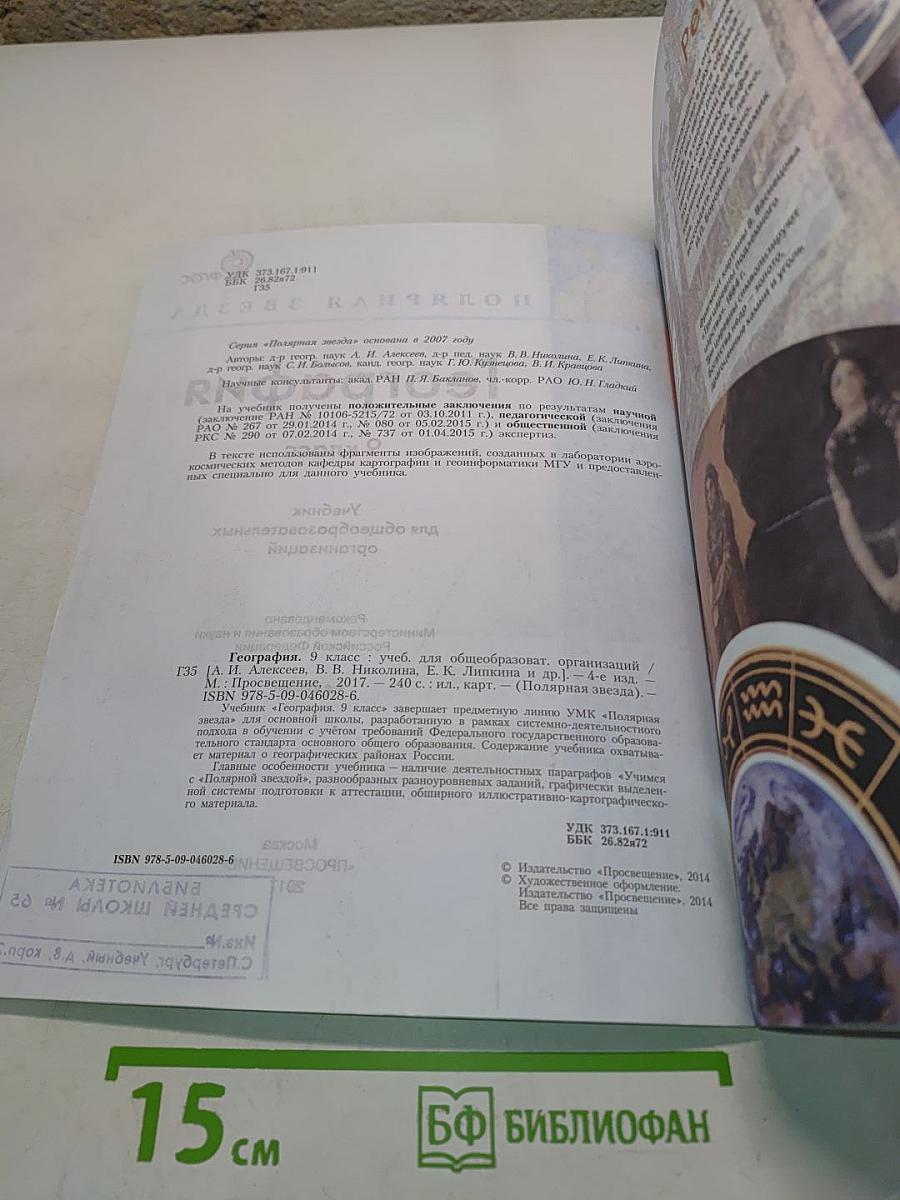 УДК 373.167.1:911
ББК 26.82я72
Г35
Серия «Полярная звезда» основана в 2007 году
Авторы: д-р геогр. наук А. И. Алексеев, д-р пед. наук В. В. Николина, Е. К. Липкина,
д-р геогр. наук С. И. Болысов, канд. геогр. наук Г. Ю. Кузнецова, В. И. Кравцова
Научные консультанты: акад. РАН П. Я. Бакланов, чл.-корр. РАО Ю. Н. Гладкий
На учебник получены положительные заключения по результатам научной
(заключение РАН № 10106-5215/72 от 03.10.2011 г.), педагогической (заключения
РАО № 267 от 29.01.2014 г., № 080 от 05.02.2015 г.) и общественной (заключения
РКС № 290 от 07.02.2014 г., № 737 от 01.04.2015 г.) экспертиз.
В тексте использованы фрагменты изображений, созданных в лаборатории аэро-
космических методов кафедры картографии и геоинформатики МГУ и предоставлен-
ных специально для данного учебника.
География. 9 класс : учеб. для общеобразоват. организаций /
Г35 [А. И. Алексеев, В. В. Николина, Е. К. Липкина и др.]. — 4-е изд. —
М. : Просвещение, 2017. — 240 с. : ил., карт. — (Полярная звезда). —
ISBN 978-5-09-046028-6.
Учебник «География. 9 класс» завершает предметную линию УМК «Полярная
звезда» для основной школы, разработанную в рамках системно-деятельностного
подхода в обучении с учётом требований Федерального государственного образова-
тельного стандарта основного общего образования. Содержание учебника охватыва-
ет материал о географических районах России.
Главные особенности учебника — наличие деятельностных параграфов «Учимся
с «Полярной звездой», разнообразных разноуровневых заданий, графически выделен-
ной системы подготовки к аттестации, обширного иллюстративно-картографическо-
го материала.
УДК 373.167.1:911
ББК 26.82я72
ISBN 978-5-09-046028-6
© Издательство «Просвещение», 2014
© Художественное оформление.
Издательство «Просвещение», 2014
Все права защищены
БИБЛИОТЕКА
СРЕДНЕЙ ШКОЛЫ № 65
Инв.№
С.Петербург, Учебный, д.8, корп.
15 см
БФ БИБЛИОФАН